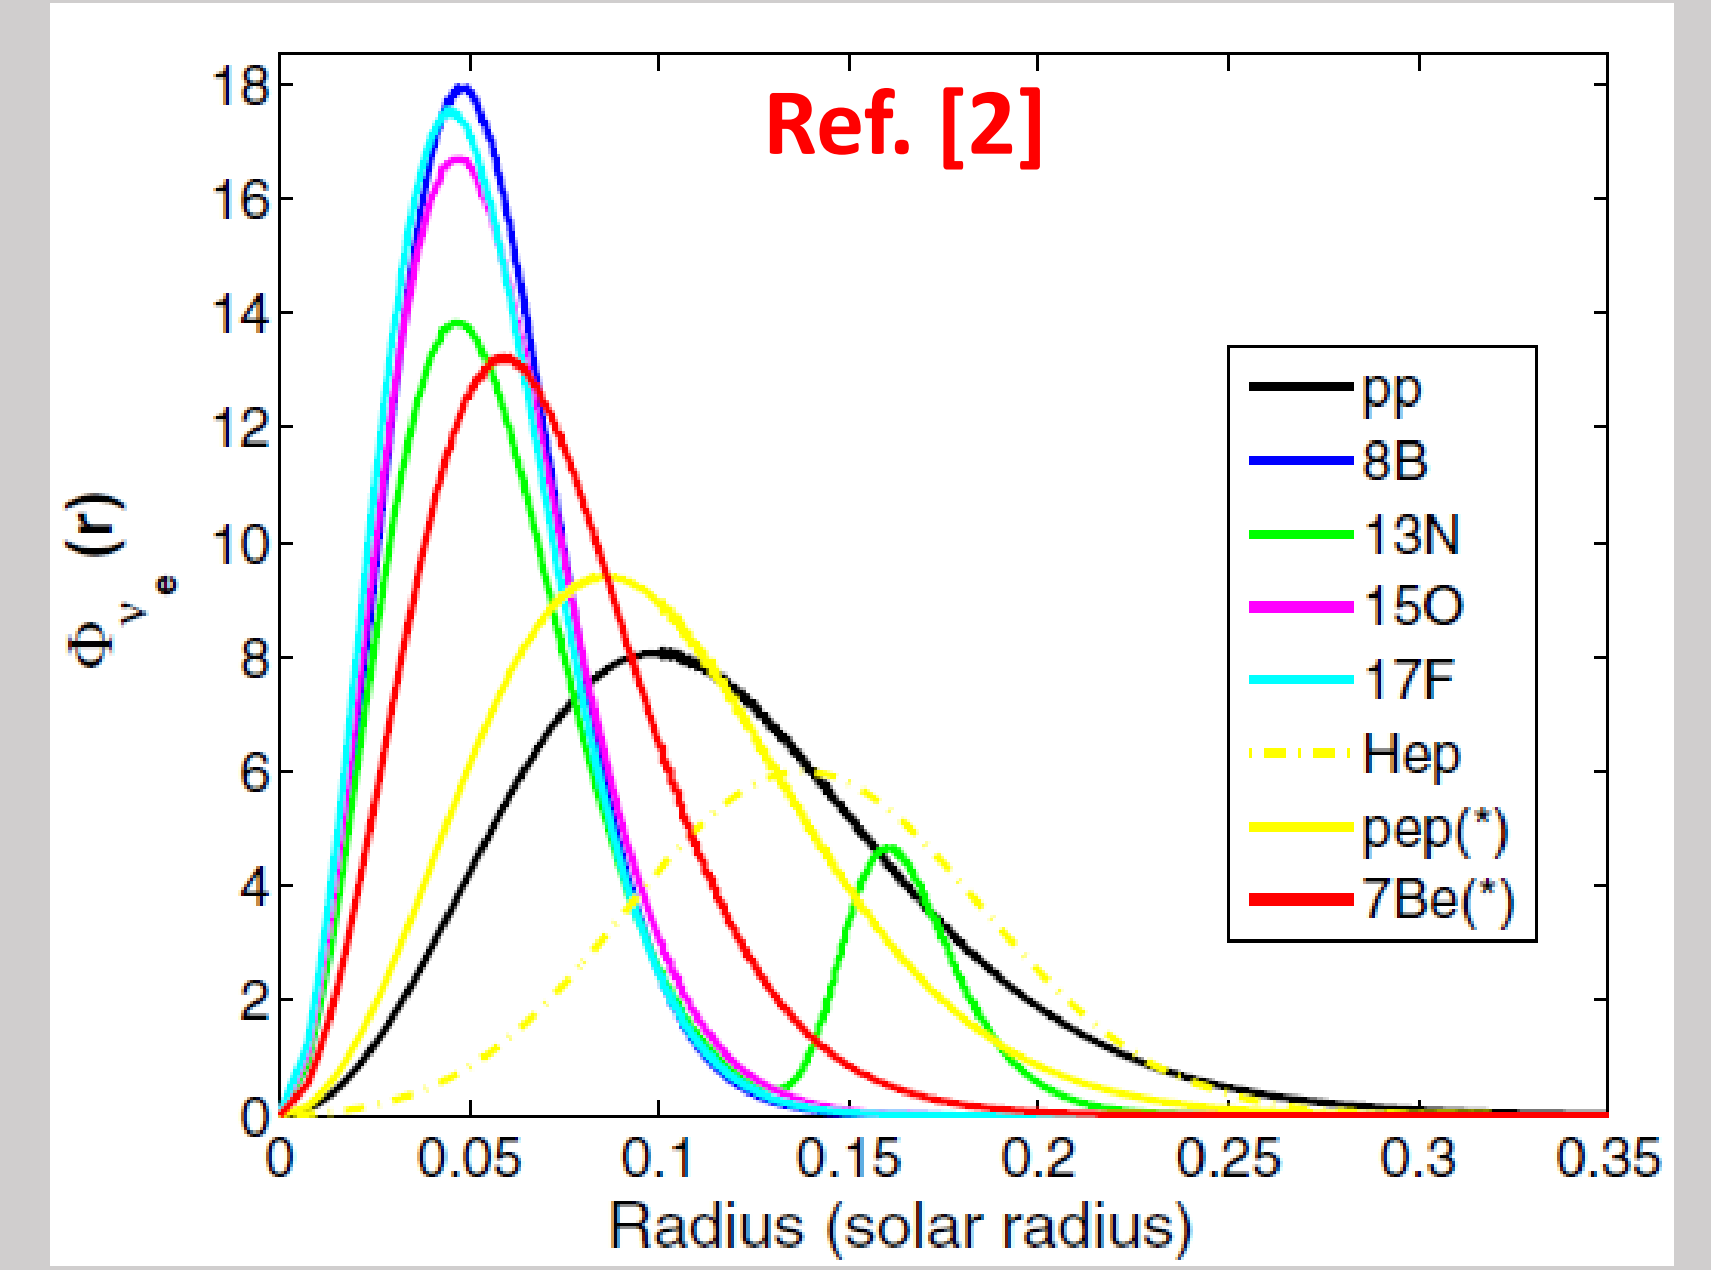 Ref. [2]
18
16
14
12
10
8
6
4
2
0
Φνe (r)
pp
8B
13N
15O
17F
Hep
pep(*)
7Be(*)
0 0.05 0.1 0.15 0.2 0.25 0.3 0.35
Radius (solar radius)